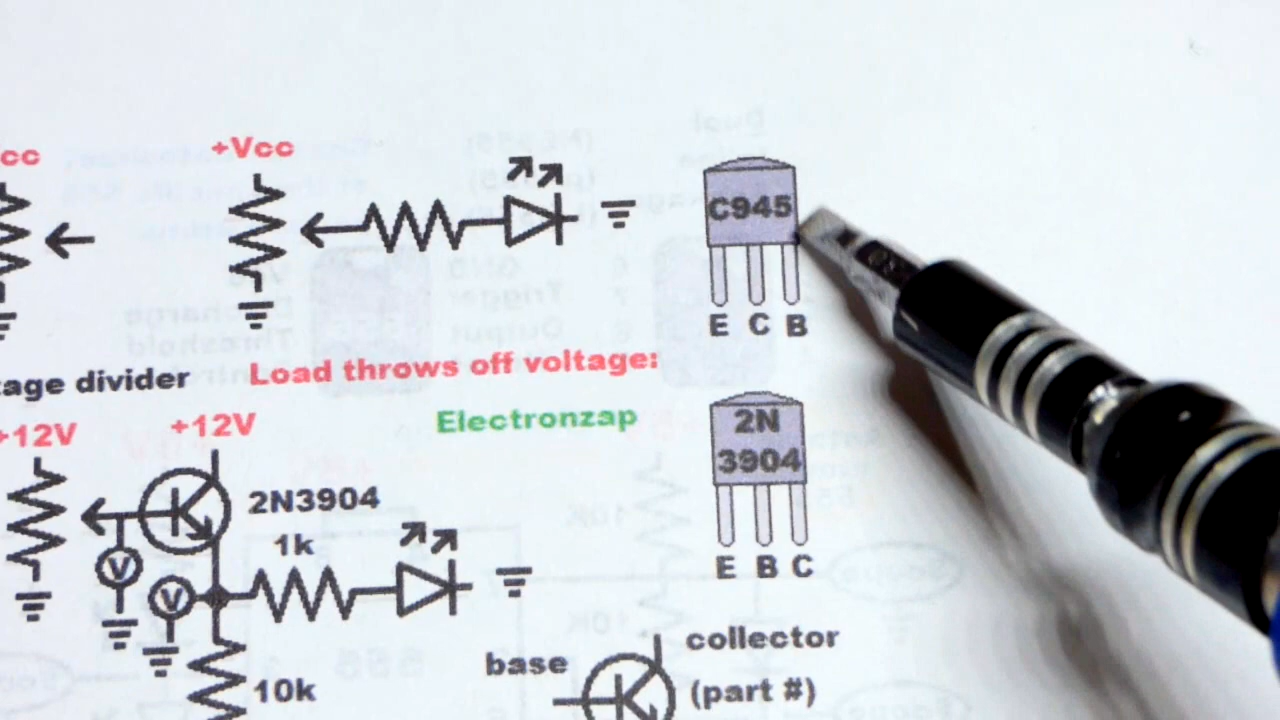 cc
+Vcc
C945
E C B
tage divider
Load throws off voltage:
+12V
+12V
Electronzap
2N
3904
2N3904
1k
V
V
E B C
10k
base
collector
(part #)